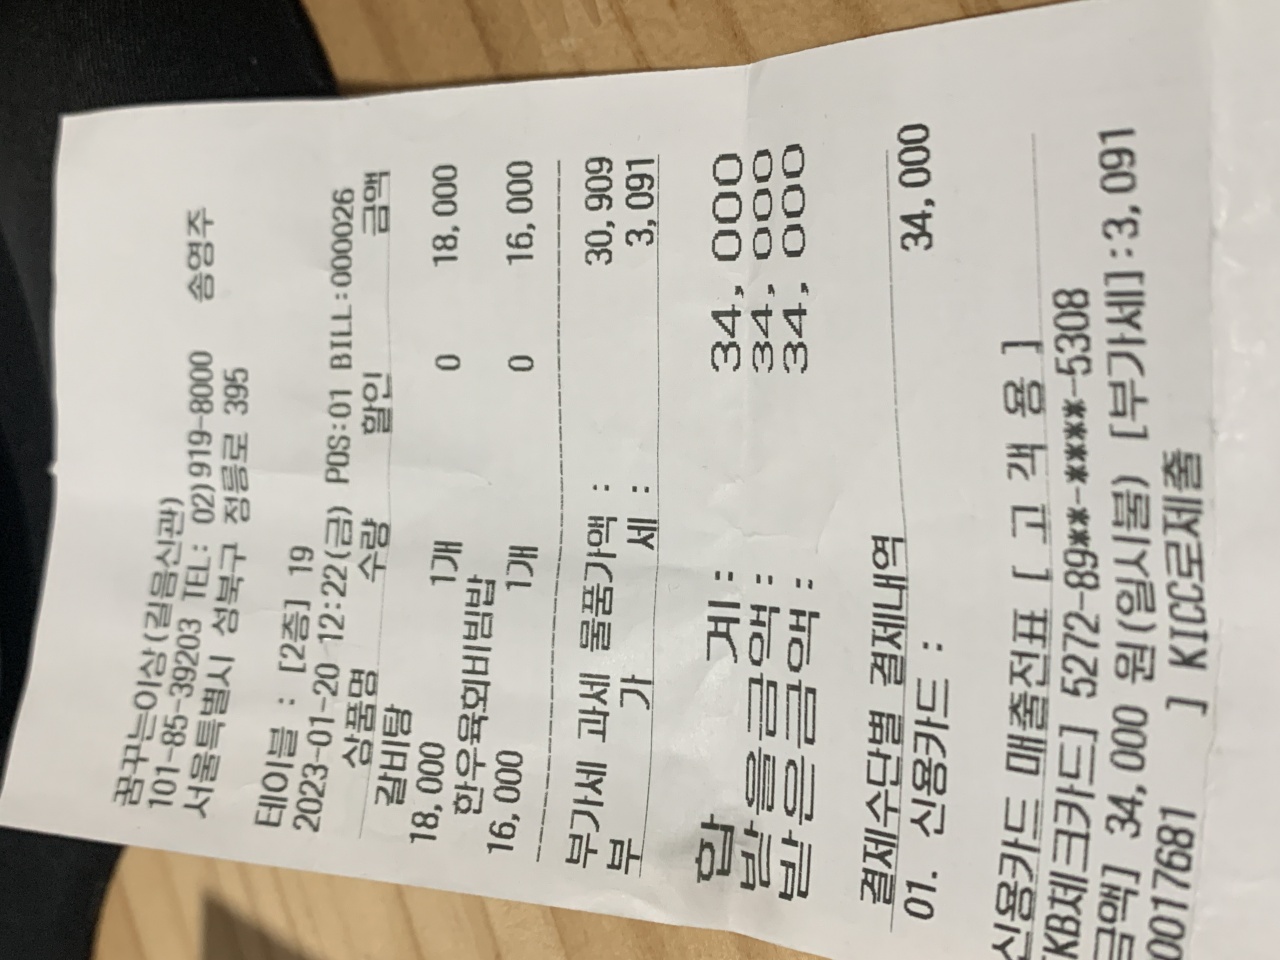 꿈꾸는이상(길음신관)
101-85-39203 TEL: 02)919-8000 송영주
서울특별시 성북구 정릉로 395
테이블 : [2층] 19
2023-01-20 12:22(금) POS:01 BILL:000026
상품명 수량 할인 금액
갈비탕
18,000 1개 0 18,000
한우육회비빔밥
16,000 1개 0 16,000
부가세 과세 물품가액 : 30,909
부 가 세 : 3,091
합 계 : 34,000
받을금액 : 34,000
받은금액 : 34,000
결제수단별 결제내역
01. 신용카드 : 34,000
신용카드 매출전표 [ 고 객 용 ]
[KB체크카드] 5272-89**-****-5308
금액] 34,000 원(일시불) [부가세]:3,091
0017681 ] KICC로제출